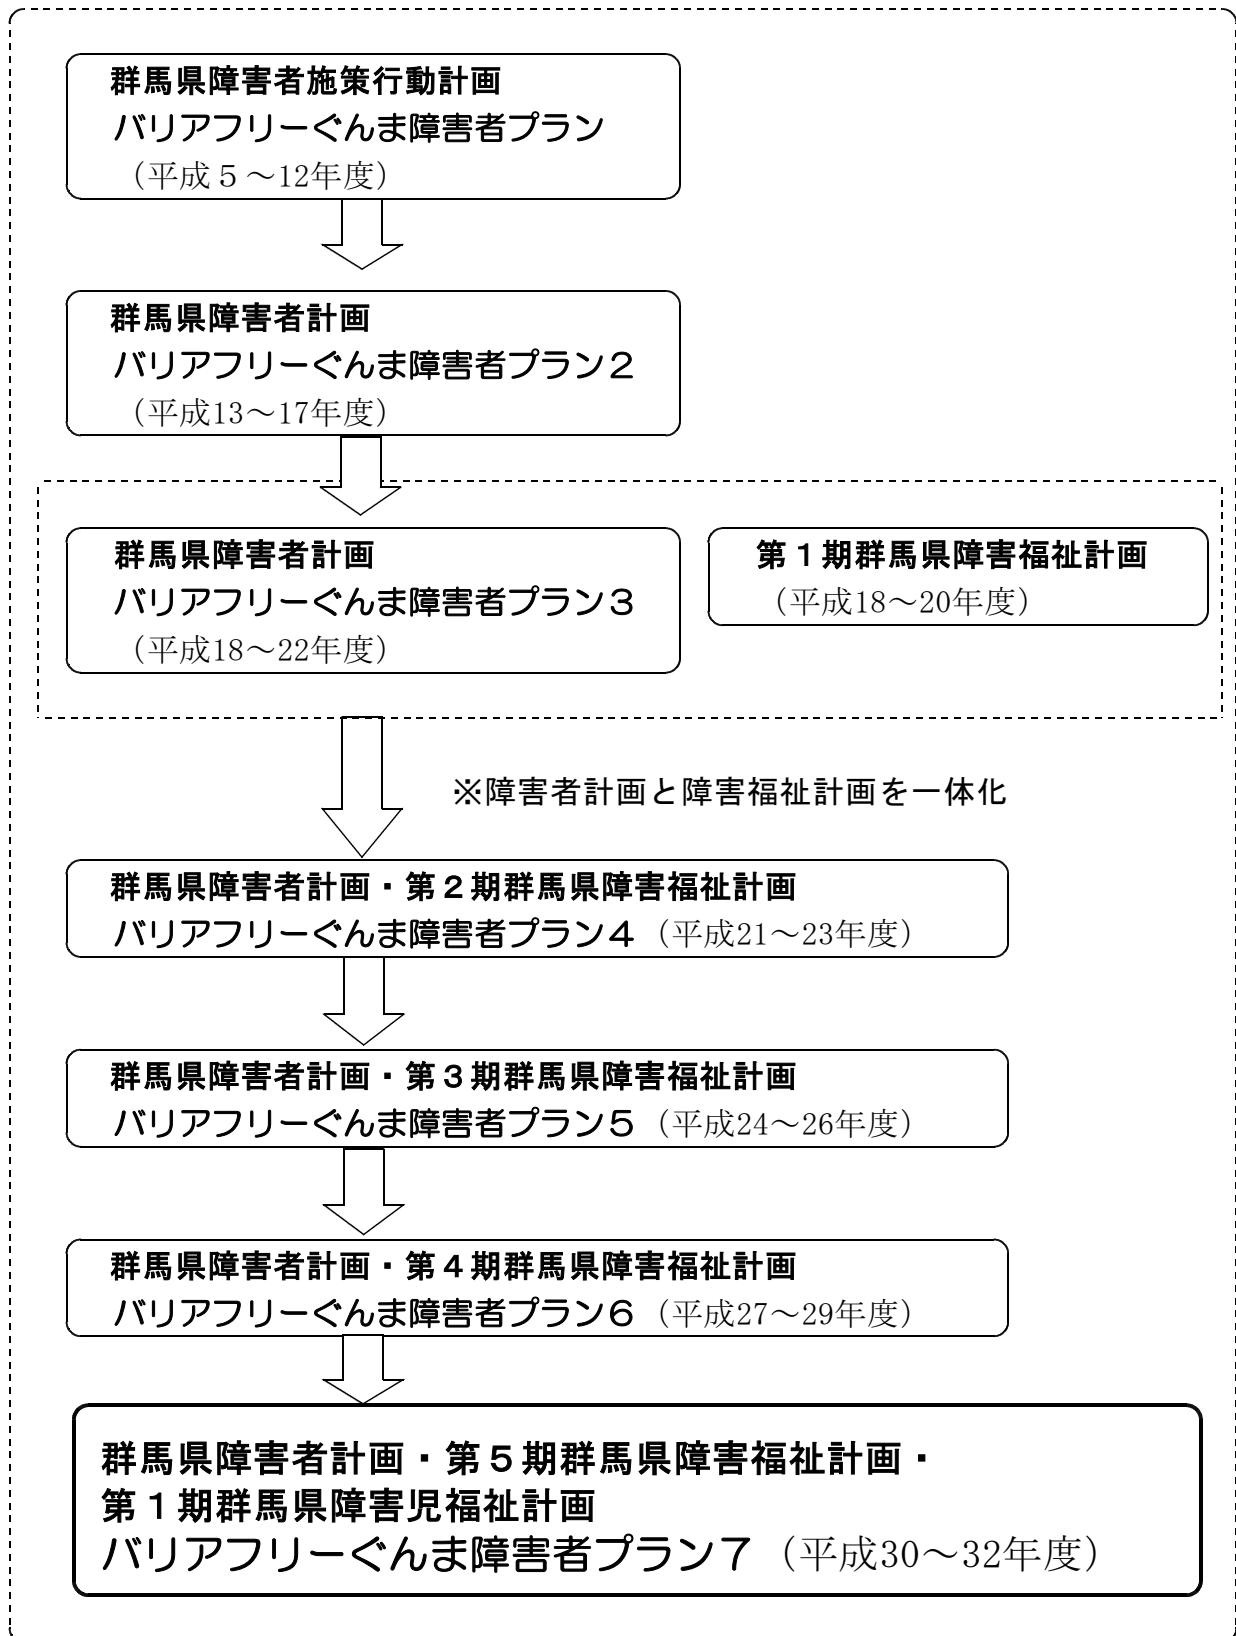 群馬県障害者施策行動計画
バリアフリーぐんま障害者プラン
（平成５～12年度）
群馬県障害者計画
バリアフリーぐんま障害者プラン２
（平成13～17年度）
群馬県障害者計画
バリアフリーぐんま障害者プラン３
（平成18～22年度）
第１期群馬県障害福祉計画
（平成18～20年度）
※障害者計画と障害福祉計画を一体化
群馬県障害者計画・第２期群馬県障害福祉計画
バリアフリーぐんま障害者プラン４（平成21～23年度）
群馬県障害者計画・第３期群馬県障害福祉計画
バリアフリーぐんま障害者プラン５（平成24～26年度）
群馬県障害者計画・第４期群馬県障害福祉計画
バリアフリーぐんま障害者プラン６（平成27～29年度）
群馬県障害者計画・第５期群馬県障害福祉計画・
第１期群馬県障害児福祉計画
バリアフリーぐんま障害者プラン７（平成30～32年度）